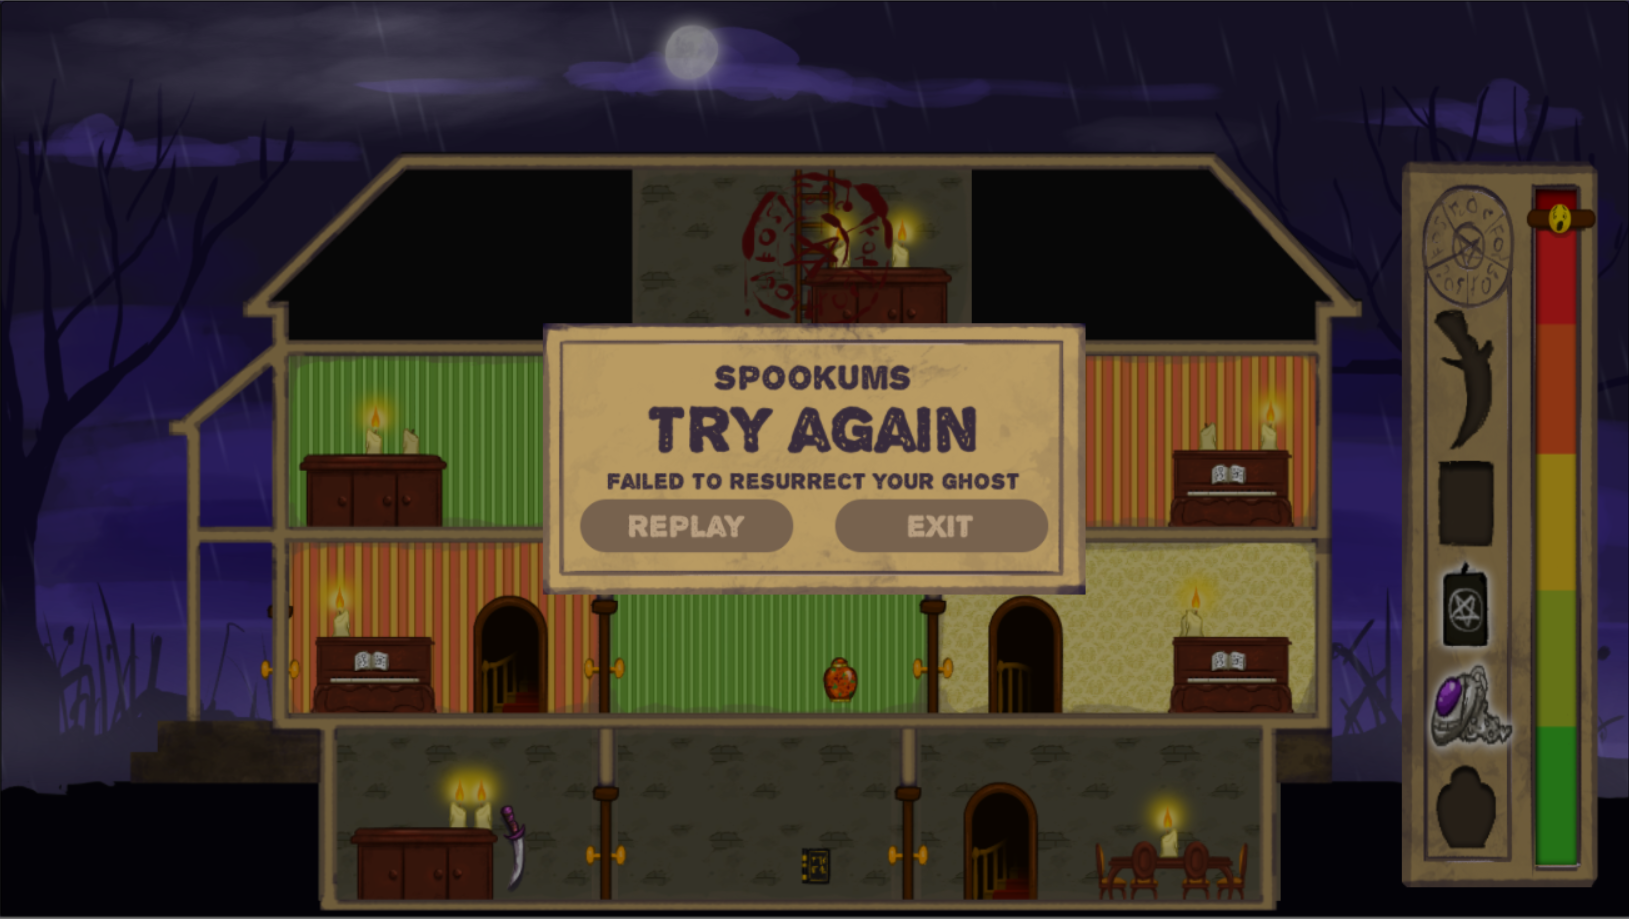 SPOOKUMS
TRY AGAIN
FAILED TO RESURRECT YOUR GHOST
REPLAY
EXIT